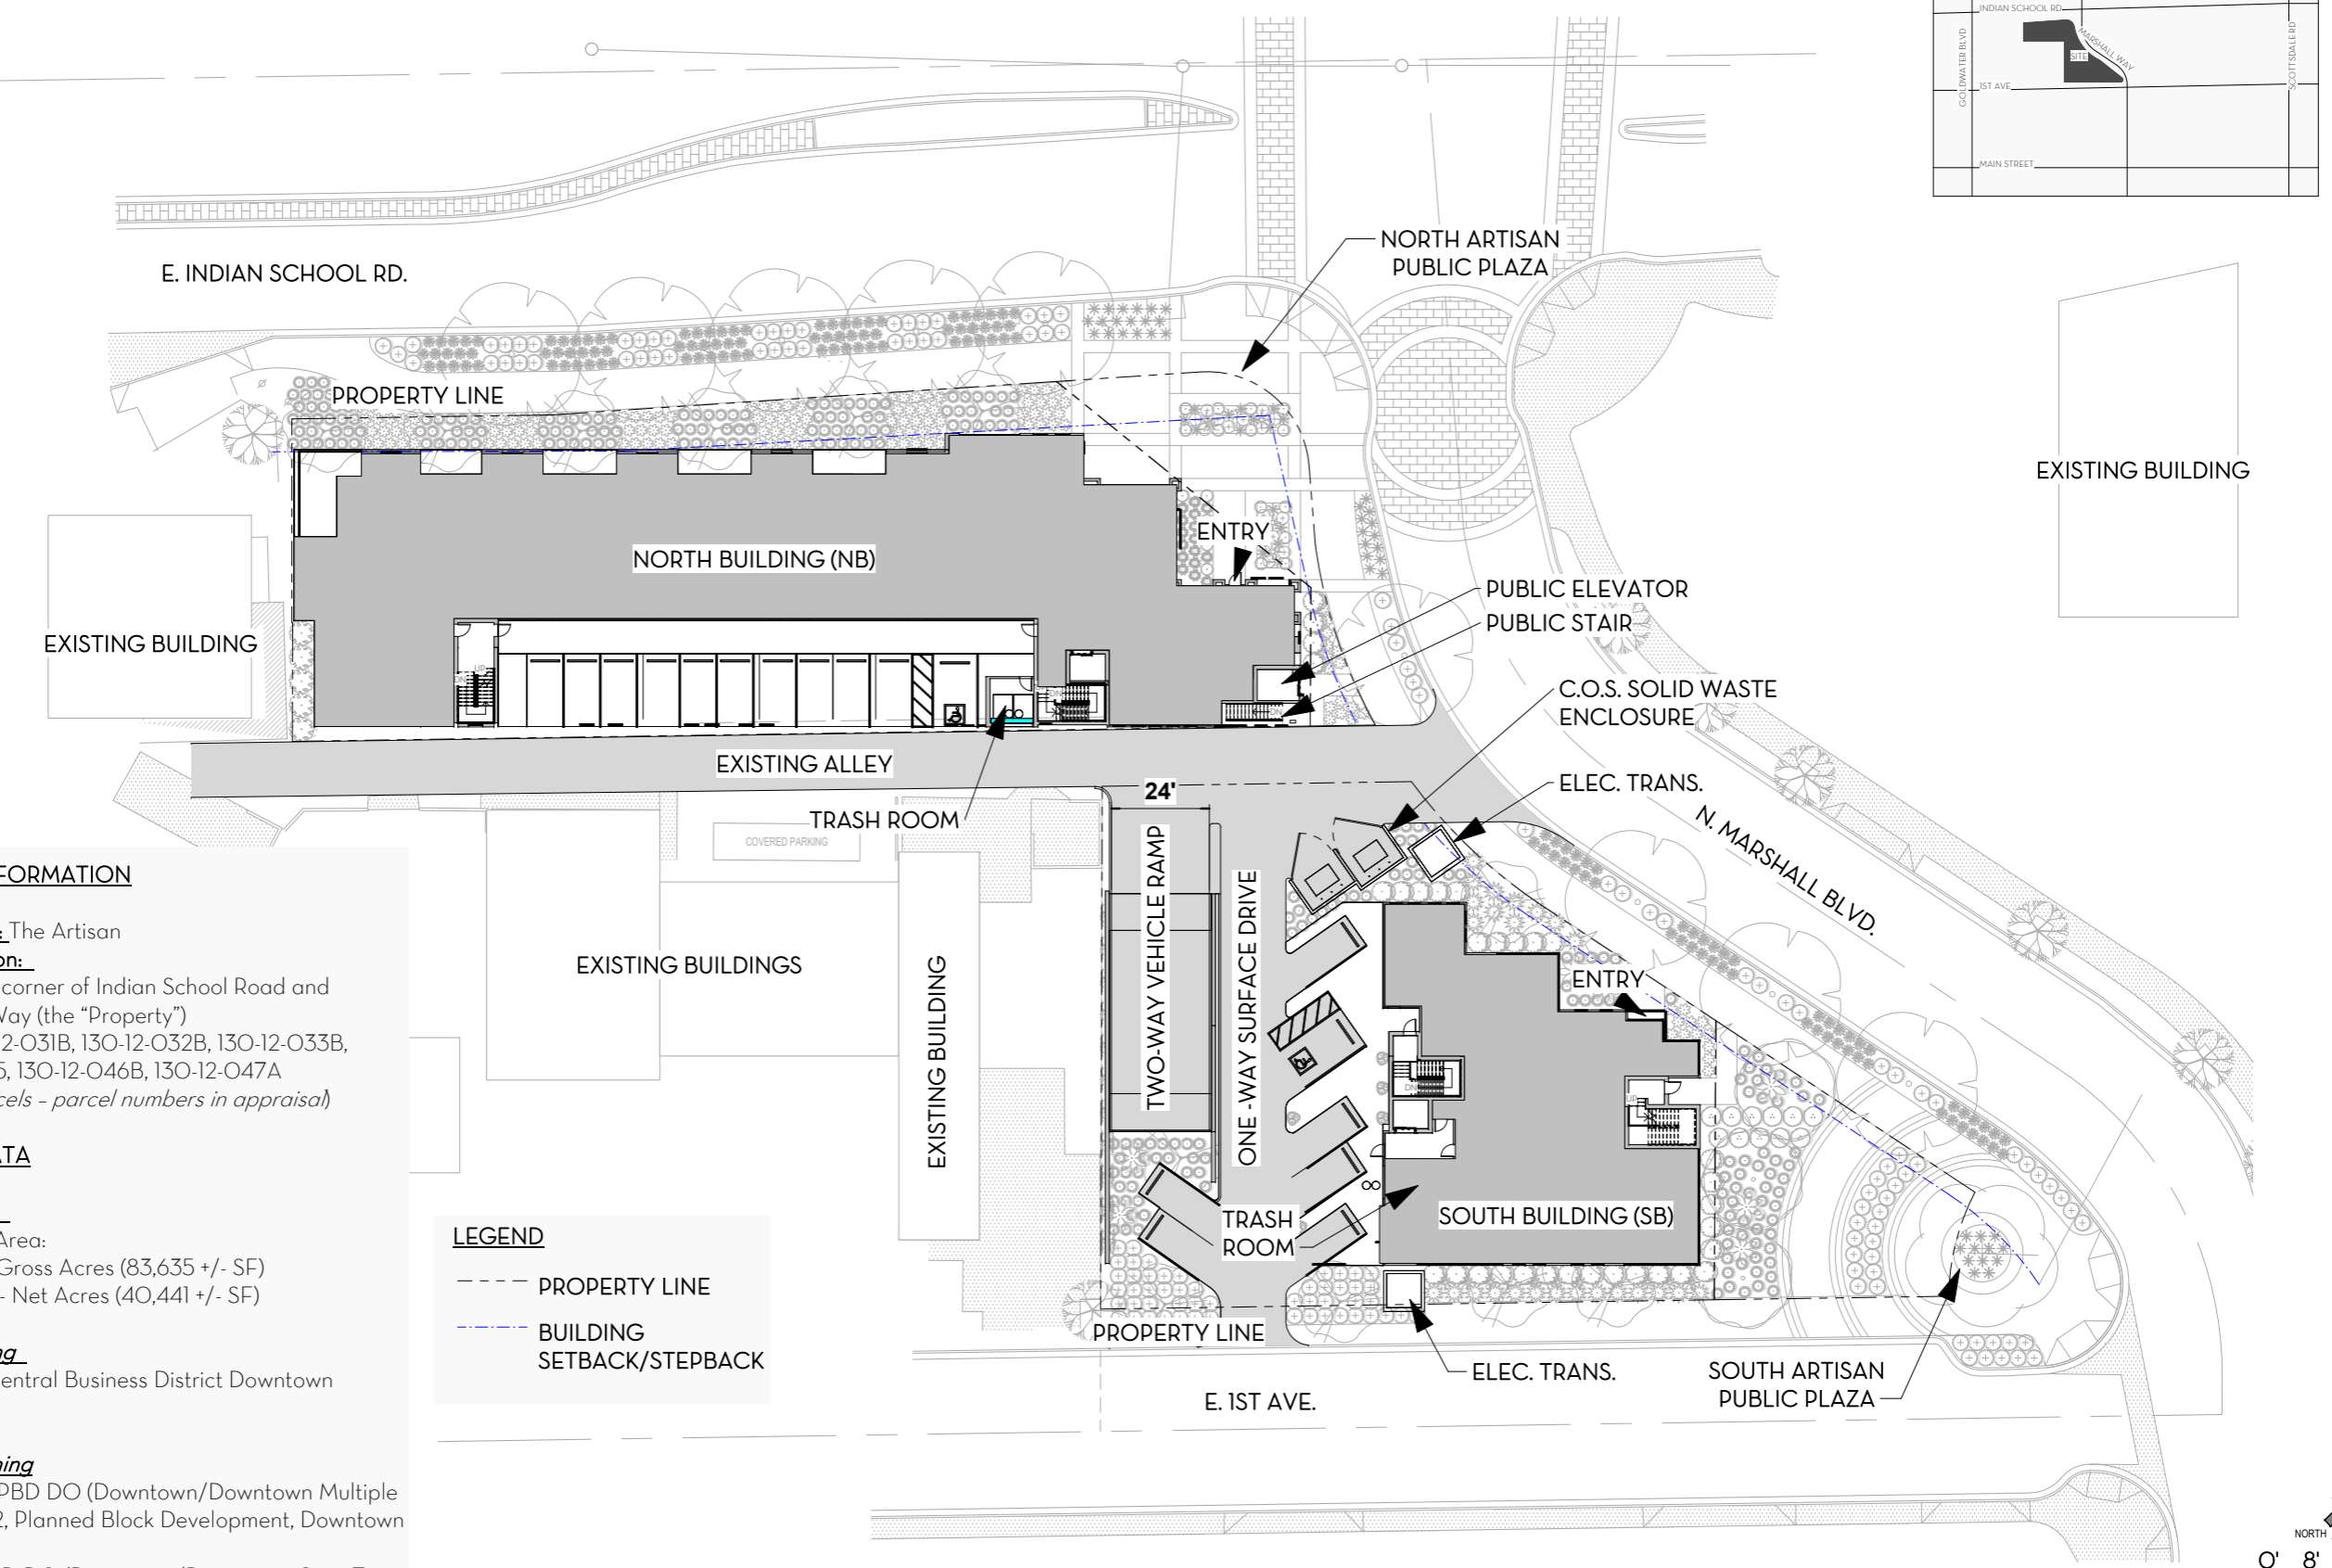 INDIAN SCHOOL RD
GOLDWATER BLVD
MARSHALL WAY
SITE
SCOTTSDALE RD
1ST AVE
MAIN STREET
NORTH ARTISAN
PUBLIC PLAZA
E. INDIAN SCHOOL RD.
PROPERTY LINE
EXISTING BUILDING
ENTRY
NORTH BUILDING (NB)
PUBLIC ELEVATOR
PUBLIC STAIR
EXISTING BUILDING
UP
DN
DN
C.O.S. SOLID WASTE
ENCLOSURE
EXISTING ALLEY
24'
ELEC. TRANS.
TRASH ROOM
COVERED PARKING
N. MARSHALL BLVD.
TWO-WAY VEHICLE RAMP
ONE -WAY SURFACE DRIVE
EXISTING BUILDINGS
EXISTING BUILDING
ENTRY
DN
UP
TRASH
ROOM
SOUTH BUILDING (SB)
PROPERTY LINE
ELEC. TRANS.
SOUTH ARTISAN
PUBLIC PLAZA
E. 1ST AVE.
FORMATION
: The Artisan
on:
corner of Indian School Road and
Way (the “Property”)
2-031B, 130-12-032B, 130-12-033B,
5, 130-12-046B, 130-12-047A
cels – parcel numbers in appraisal)
ATA
Area:
Gross Acres (83,635 +/- SF)
- Net Acres (40,441 +/- SF)
ng
entral Business District Downtown
ning
PBD DO (Downtown/Downtown Multiple
2, Planned Block Development, Downtown
LEGEND
PROPERTY LINE
BUILDING
SETBACK/STEPBACK
NORTH
0' 8'